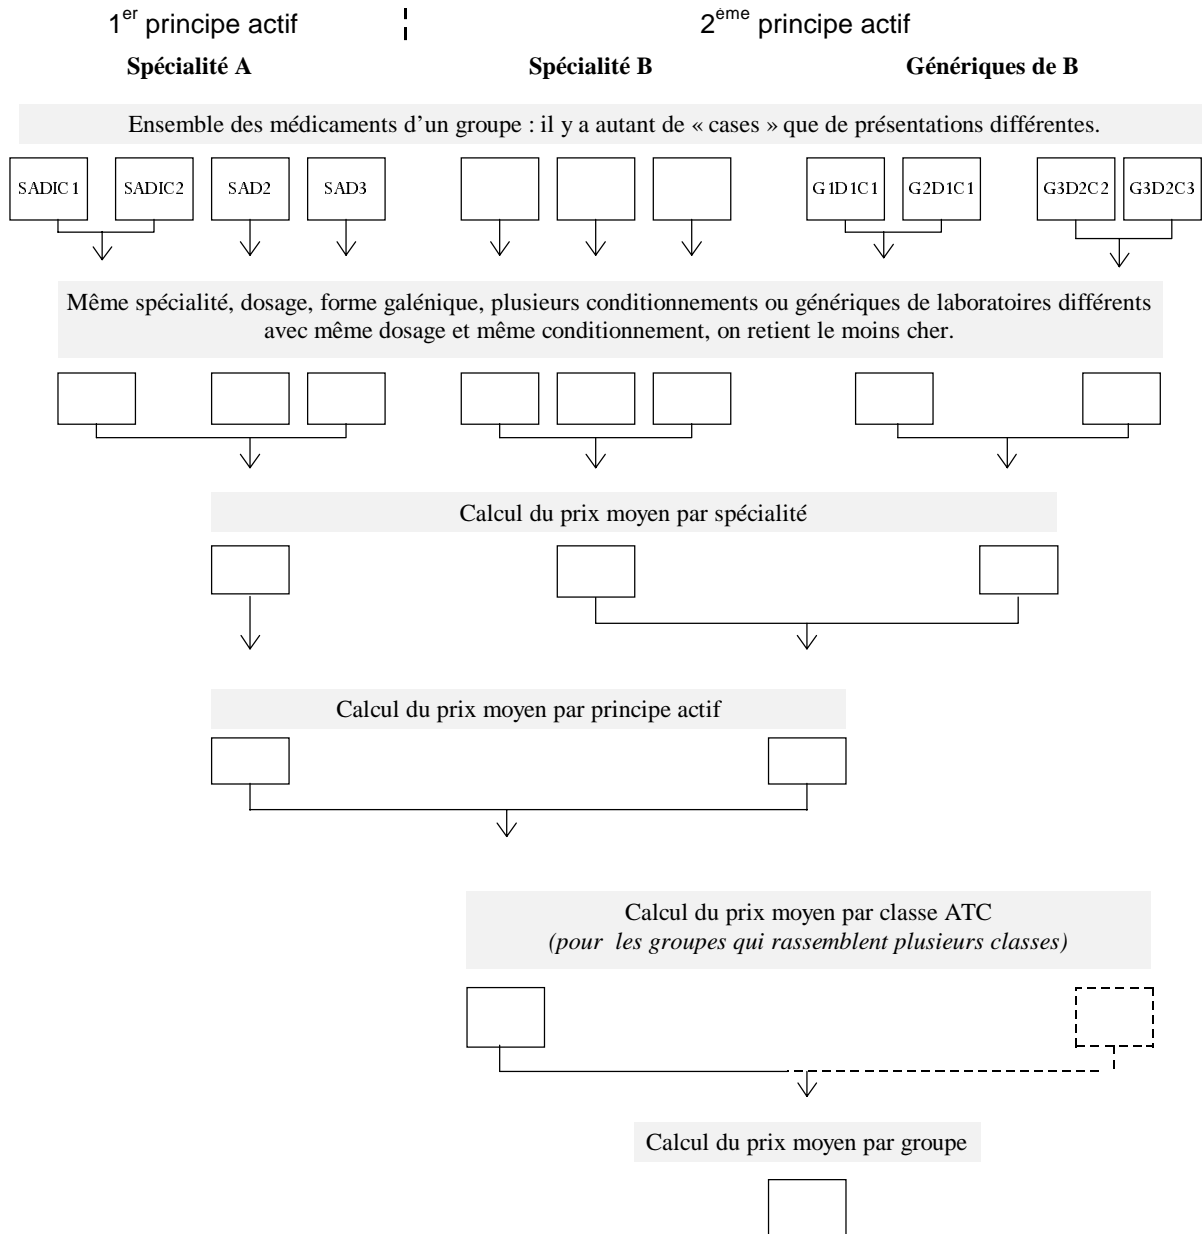 1er principe actif
2ème principe actif
Spécialité A
Spécialité B
Génériques de B
Ensemble des médicaments d’un groupe : il y a autant de « cases » que de présentations différentes.
SADIC1
SADIC2
SAD2
SAD3
G1D1C1
G2D1C1
G3D2C2
G3D2C3
Même spécialité, dosage, forme galénique, plusieurs conditionnements ou génériques de laboratoires différents
avec même dosage et même conditionnement, on retient le moins cher.
Calcul du prix moyen par spécialité
Calcul du prix moyen par principe actif
Calcul du prix moyen par classe ATC
(pour les groupes qui rassemblent plusieurs classes)
Calcul du prix moyen par groupe